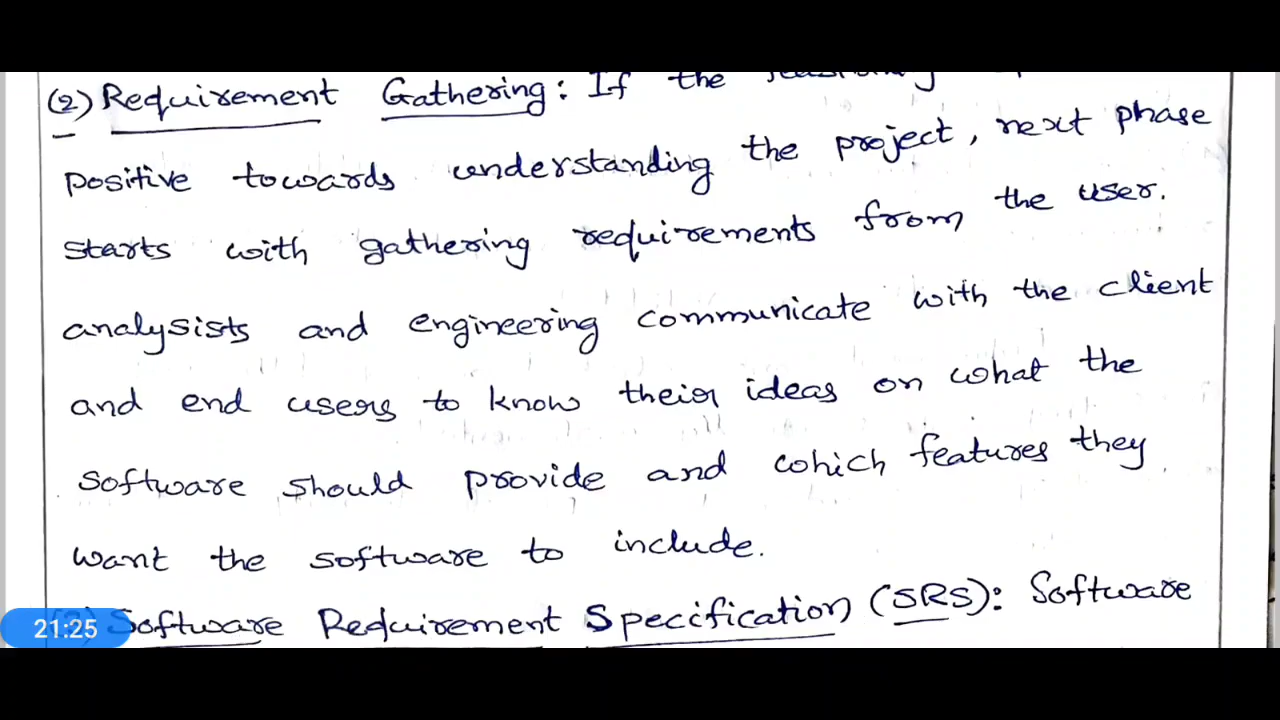 (2) Requirement Gathering: If the
positive towards understanding the project, next phase
starts with gathering requirements from the user.
analysists and engineering communicate with the client
and end users to know their ideas on what the
software should provide and which features they
want the software to include.
Software Requirement Specification (SRS): Software
21:25